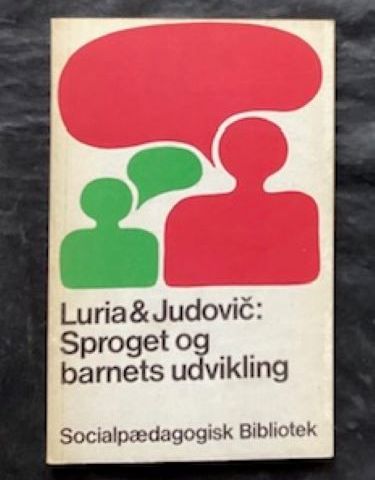 Luria & Judovič:
Sproget og
barnets udvikling
Socialpædagogisk Bibliotek